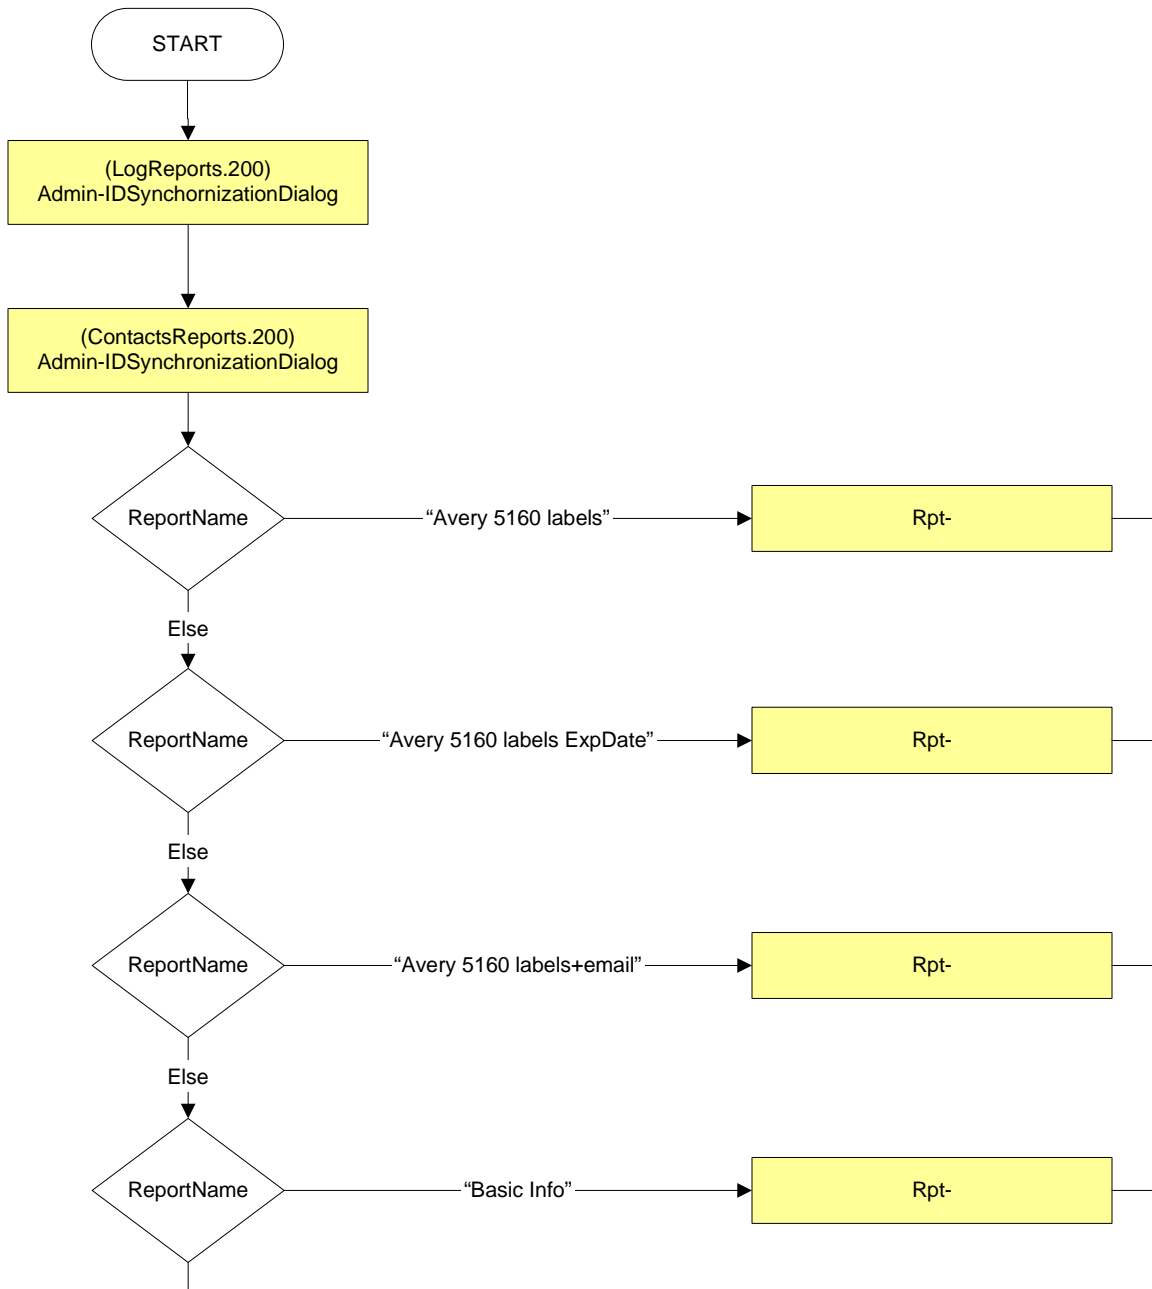 START
(LogReports.200)
Admin-IDSynchornizationDialog
(ContactsReports.200)
Admin-IDSynchronizationDialog
ReportName
“Avery 5160 labels”
Rpt-
Else
ReportName
“Avery 5160 labels ExpDate”
Rpt-
Else
ReportName
“Avery 5160 labels+email”
Rpt-
Else
ReportName
“Basic Info”
Rpt-